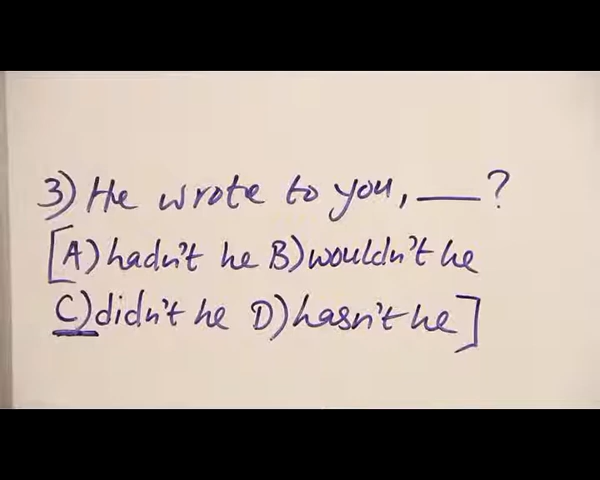 3) He wrote to you, ___?
[A) hadn't he B) wouldn't he
C) didn't he D) hasn't he]